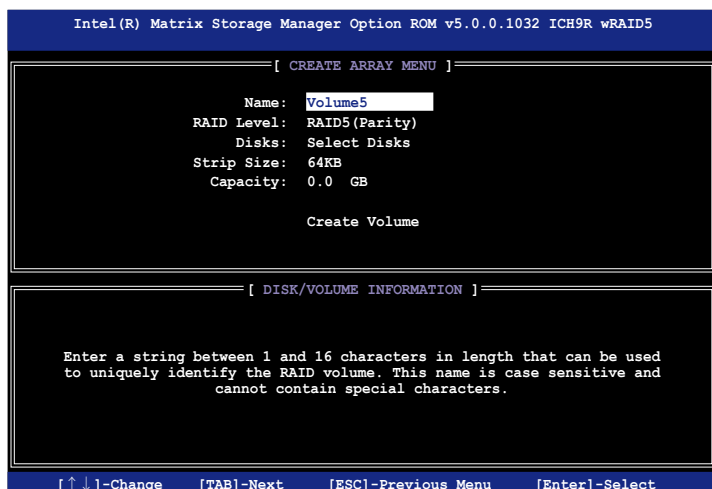 Intel(R) Matrix Storage Manager Option ROM v5.0.0.1032 ICH9R wRAID5
[ CREATE ARRAY MENU ]
Name: Volume5
RAID Level: RAID5(Parity)
Disks: Select Disks
Strip Size: 64KB
Capacity: 0.0 GB
Create Volume
[ DISK/VOLUME INFORMATION ]
Enter a string between 1 and 16 characters in length that can be used
to uniquely identify the RAID volume. This name is case sensitive and
cannot contain special characters.
[↑↓]-Change [TAB]-Next [ESC]-Previous Menu [Enter]-Select